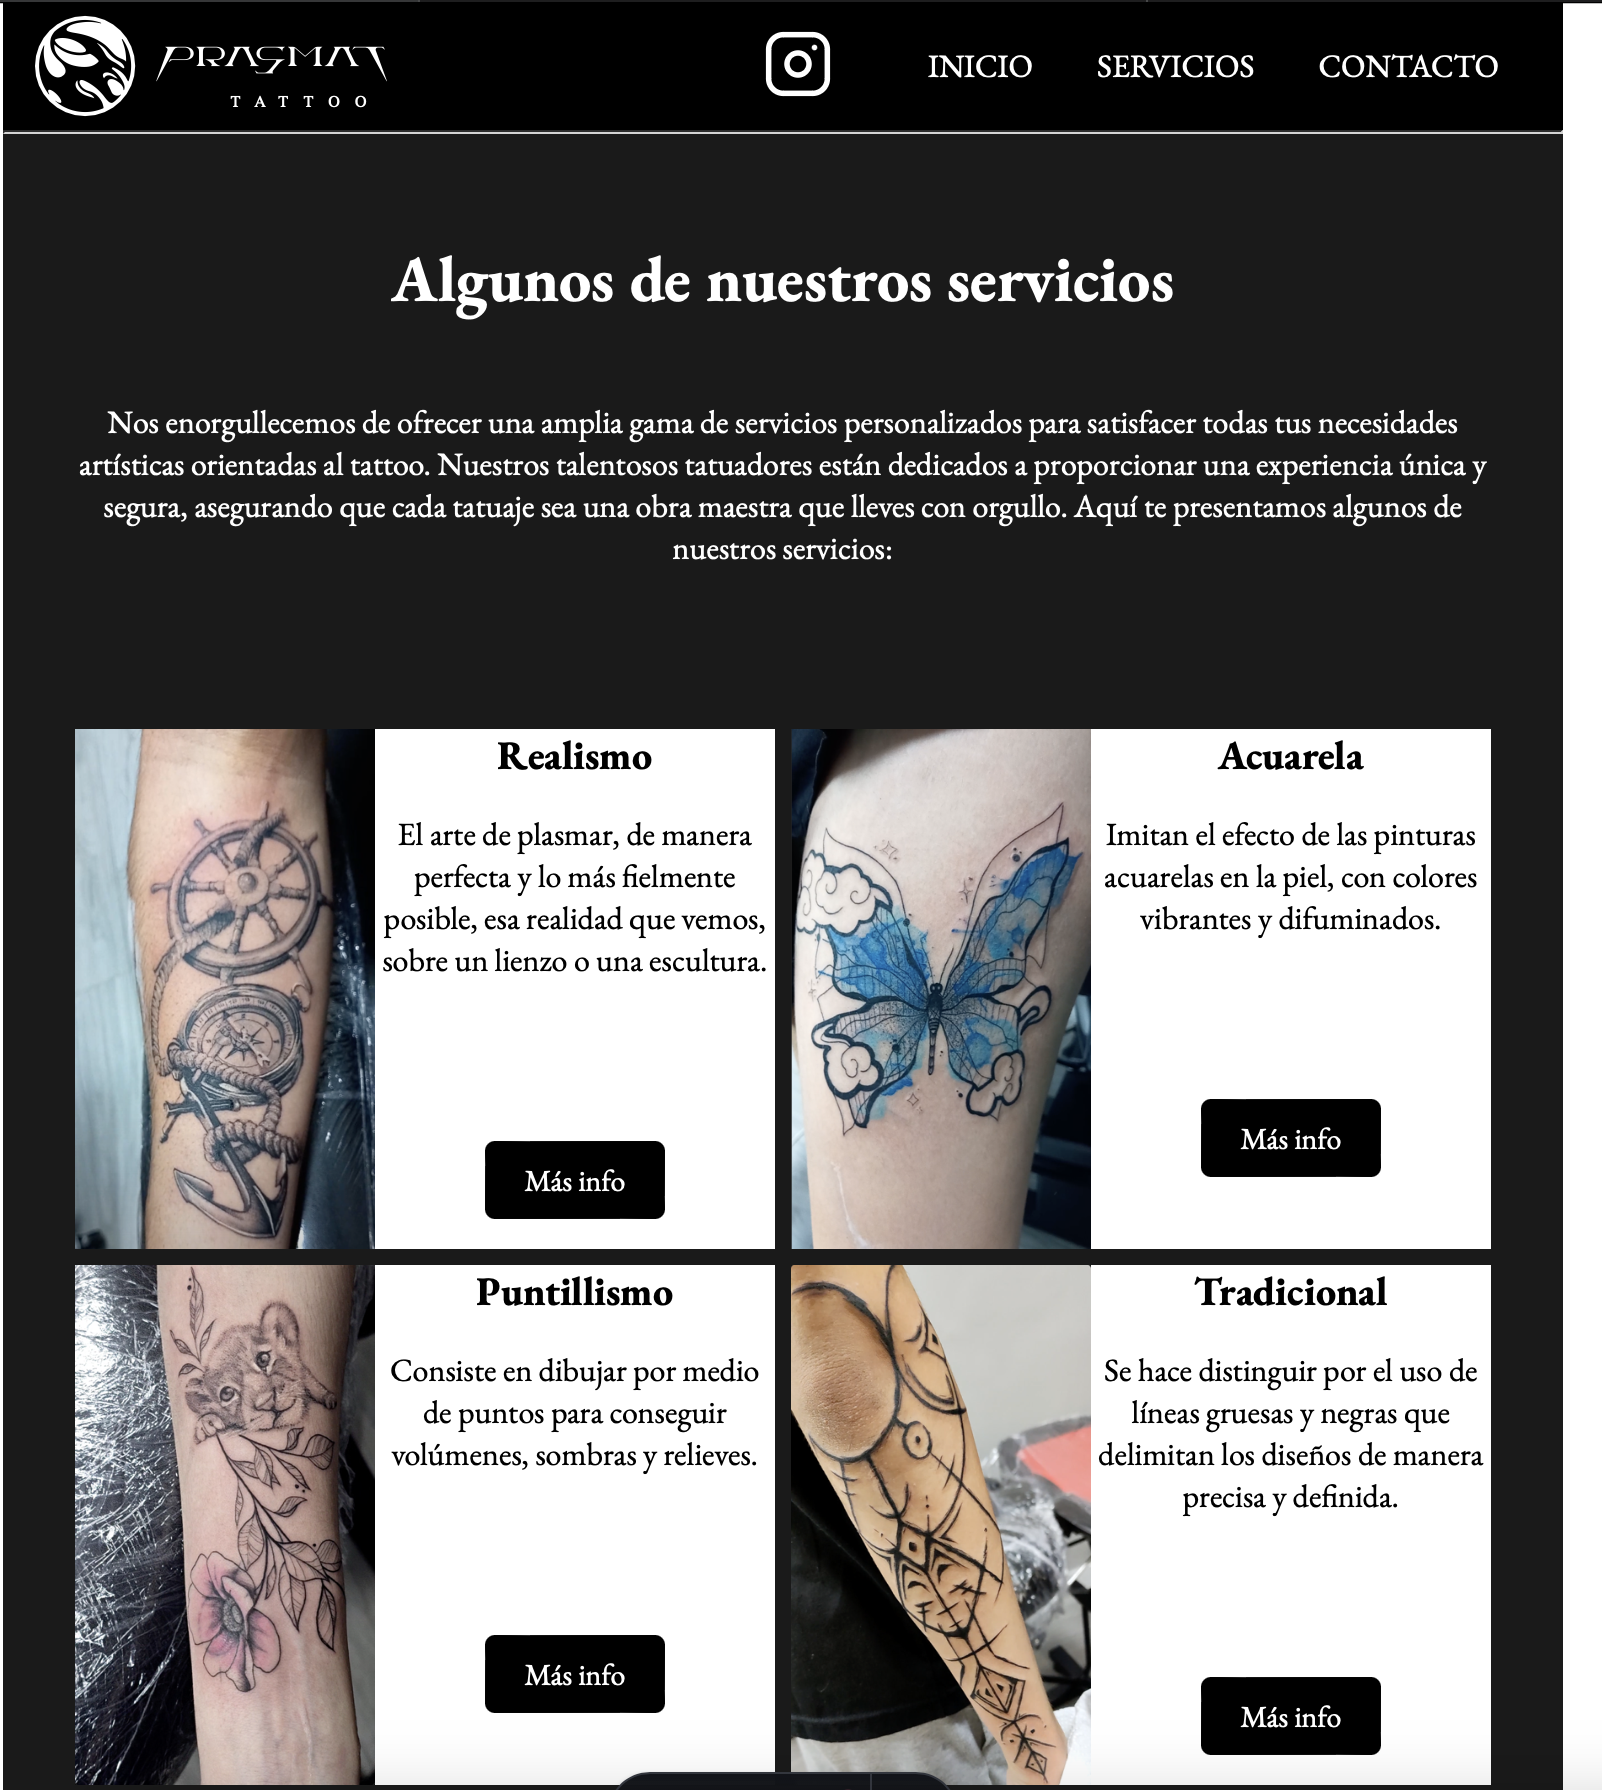 PRAGMAT
TATTOO
INICIO
SERVICIOS
CONTACTO
Algunos de nuestros servicios
Nos enorgullecemos de ofrecer una amplia gama de servicios personalizados para satisfacer todas tus necesidades
artísticas orientadas al tattoo. Nuestros talentosos tatuadores están dedicados a proporcionar una experiencia única y
segura, asegurando que cada tatuaje sea una obra maestra que lleves con orgullo. Aquí te presentamos algunos de
nuestros servicios:
Realismo
El arte de plasmar, de manera
perfecta y lo más fielmente
posible, esa realidad que vemos,
sobre un lienzo o una escultura.
Más info
Acuarela
Imitan el efecto de las pinturas
acuarelas en la piel, con colores
vibrantes y difuminados.
Más info
Puntillismo
Consiste en dibujar por medio
de puntos para conseguir
volúmenes, sombras y relieves.
Más info
Tradicional
Se hace distinguir por el uso de
líneas gruesas y negras que
delimitan los diseños de manera
precisa y definida.
Más info